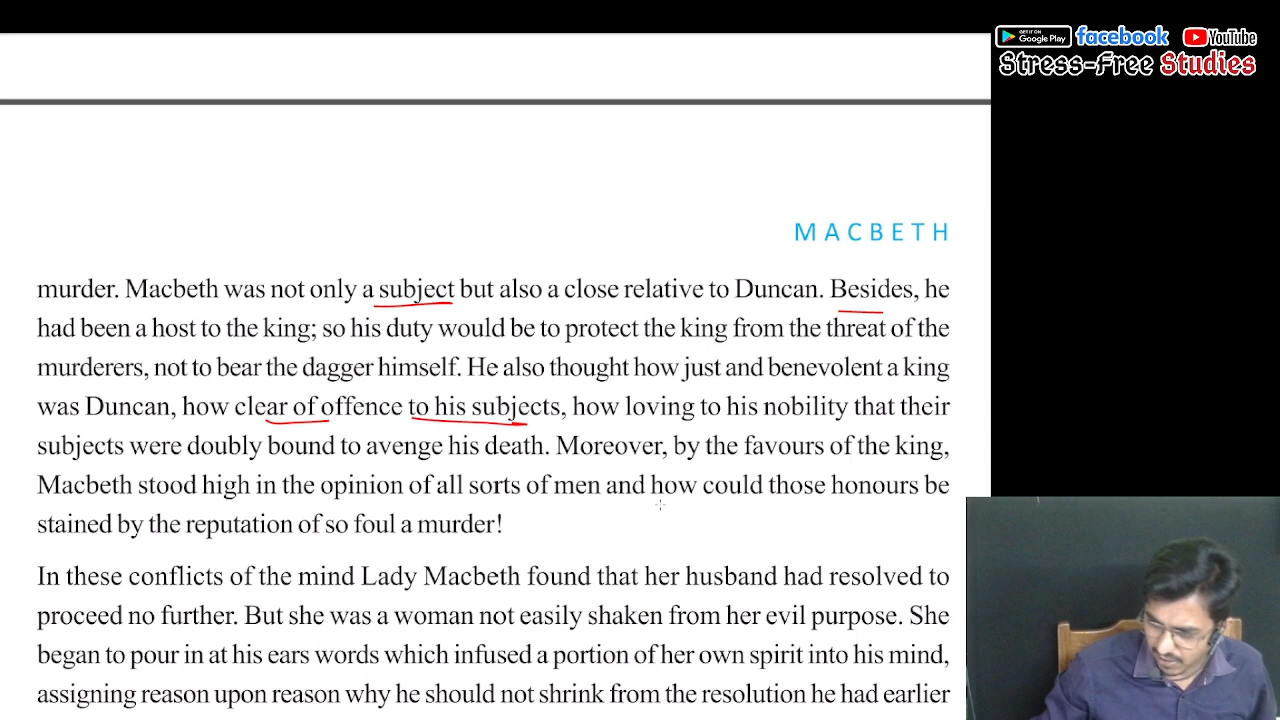 GET IT ON
Google Play facebook YouTube
Stress-Free Studies
MACBETH
murder. Macbeth was not only a subject but also a close relative to Duncan. Besides, he
had been a host to the king; so his duty would be to protect the king from the threat of the
murderers, not to bear the dagger himself. He also thought how just and benevolent a king
was Duncan, how clear of offence to his subjects, how loving to his nobility that their
subjects were doubly bound to avenge his death. Moreover, by the favours of the king,
Macbeth stood high in the opinion of all sorts of men and how could those honours be
stained by the reputation of so foul a murder!
In these conflicts of the mind Lady Macbeth found that her husband had resolved to
proceed no further. But she was a woman not easily shaken from her evil purpose. She
began to pour in at his ears words which infused a portion of her own spirit into his mind,
assigning reason upon reason why he should not shrink from the resolution he had earlier